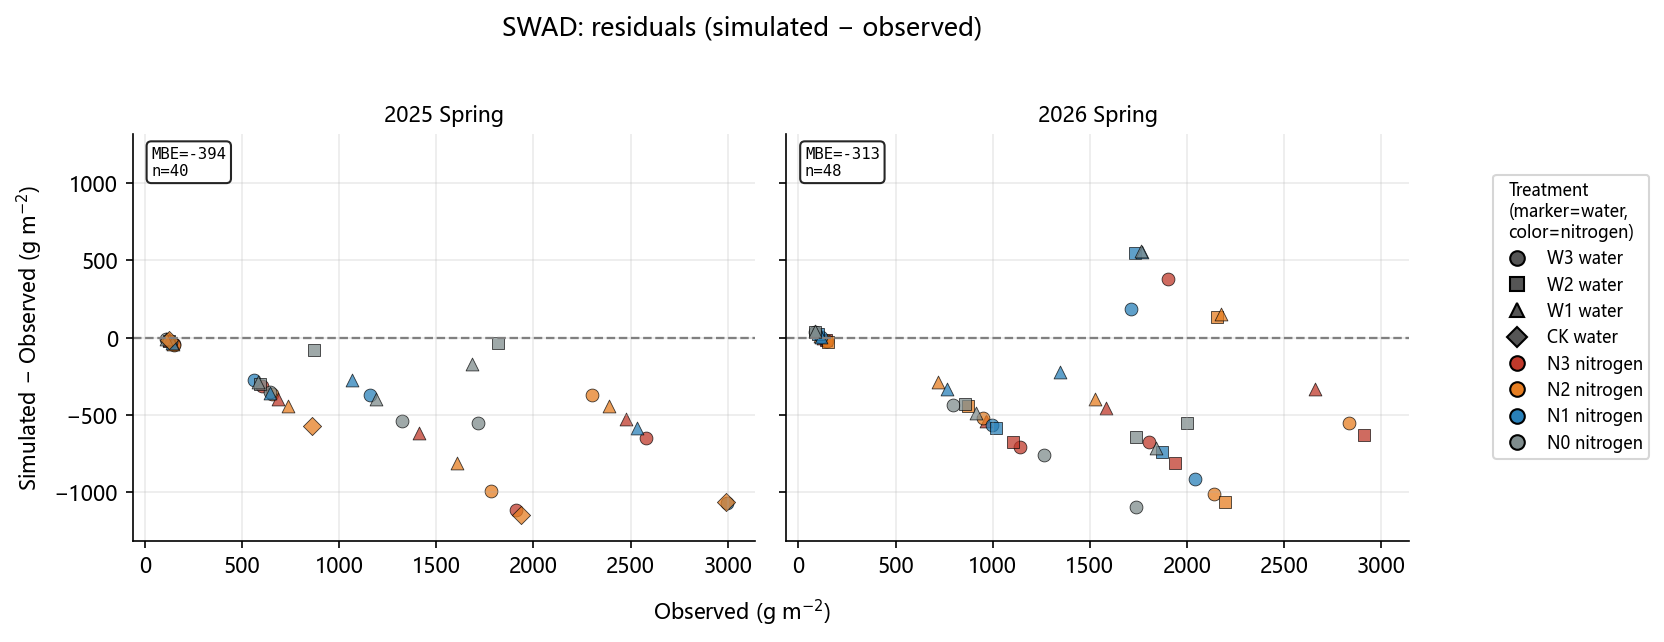 SWAD: residuals (simulated − observed)
2025 Spring
2026 Spring
MBE=-394
n=40
MBE=-313
n=48
Simulated − Observed (g m⁻²)
1000
500
0
−500
−1000
0 500 1000 1500 2000 2500 3000
0 500 1000 1500 2000 2500 3000
Observed (g m⁻²)
Treatment
(marker=water,
color=nitrogen)
W3 water
W2 water
W1 water
CK water
N3 nitrogen
N2 nitrogen
N1 nitrogen
N0 nitrogen